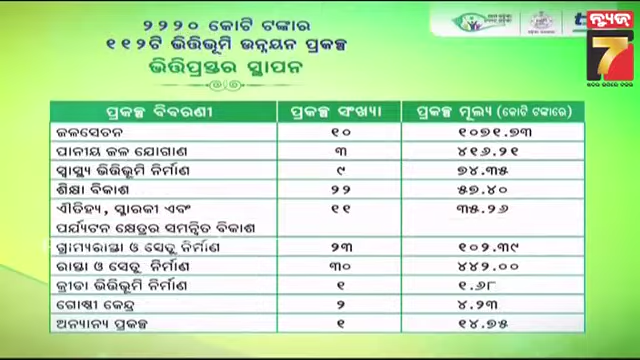 ୨୨୨୦ କୋଟି ଟଙ୍କାର
୧୧୨ଟି ଭିତ୍ତିଭୂମି ଉନ୍ନୟନ ପ୍ରକଳ୍ପ
ଭିତ୍ତିପ୍ରସ୍ତର ସ୍ଥାପନ
ନ୍ୟୁଜ୍
7
ପ୍ରକଳ୍ପ ବିବରଣୀ ପ୍ରକଳ୍ପ ସଂଖ୍ୟା ପ୍ରକଳ୍ପ ମୂଲ୍ୟ (କୋଟି ଟଙ୍କାରେ)
ଜଳସେଚନ ୧୦ ୧୦୭୧.୭୩
ପାନୀୟ ଜଳ ଯୋଗାଣ ୩ ୪୧୬.୨୧
ସ୍ୱାସ୍ଥ୍ୟ ଭିତ୍ତିଭୂମି ନିର୍ମାଣ ୯ ୭୪.୩୫
ଶିକ୍ଷା ବିକାଶ ୨୨ ୫୭.୪୦
ଐତିହ୍ୟ, ସ୍ମାରକୀ ଏବଂ ୧୧ ୩୫.୨୬
ପର୍ଯ୍ୟଟନ କ୍ଷେତ୍ରର ସମନ୍ୱିତ ବିକାଶ
ଗ୍ରାମ୍ୟରାସ୍ତା ଓ ସେତୁ ନିର୍ମାଣ ୨୩ ୧୦୨.୩୯
ରାସ୍ତା ଓ ସେତୁ ନିର୍ମାଣ ୩୦ ୪୪୨.୦୦
କ୍ରୀଡା ଭିତ୍ତିଭୂମି ନିର୍ମାଣ ୧ ୧.୬୮
ଗୋଷ୍ଠୀ କେନ୍ଦ୍ର ୨ ୪.୨୩
ଅନ୍ୟାନ୍ୟ ପ୍ରକଳ୍ପ ୧ ୧୪.୭୫